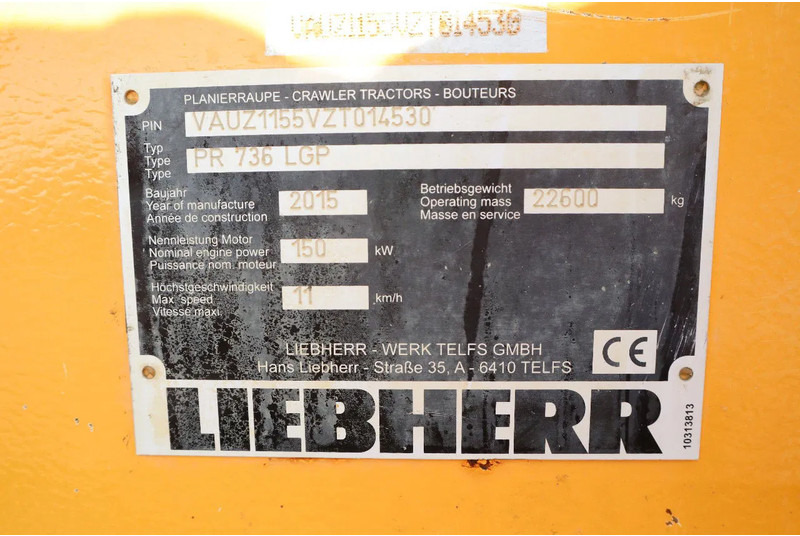 VAUZ1155VZT014530
PLANIERRAUPE - CRAWLER TRACTORS - BOUTEURS
PIN VAUZ1155VZT014530
Typ
Type PR 736 LGP
Type
Baujahr
Year of manufacture 2015
Année de construction
Betriebsgewicht
Operating mass 22600 kg
Masse en service
Nennleistung Motor
Nominal engine power 150 kW
Puissance nom. moteur
Höchstgeschwindigkeit
Max. speed 11 km/h
Vitesse maxi.
LIEBHERR - WERK TELFS GMBH
Hans Liebherr - Straße 35, A - 6410 TELFS
CE
LIEBHERR
10313813